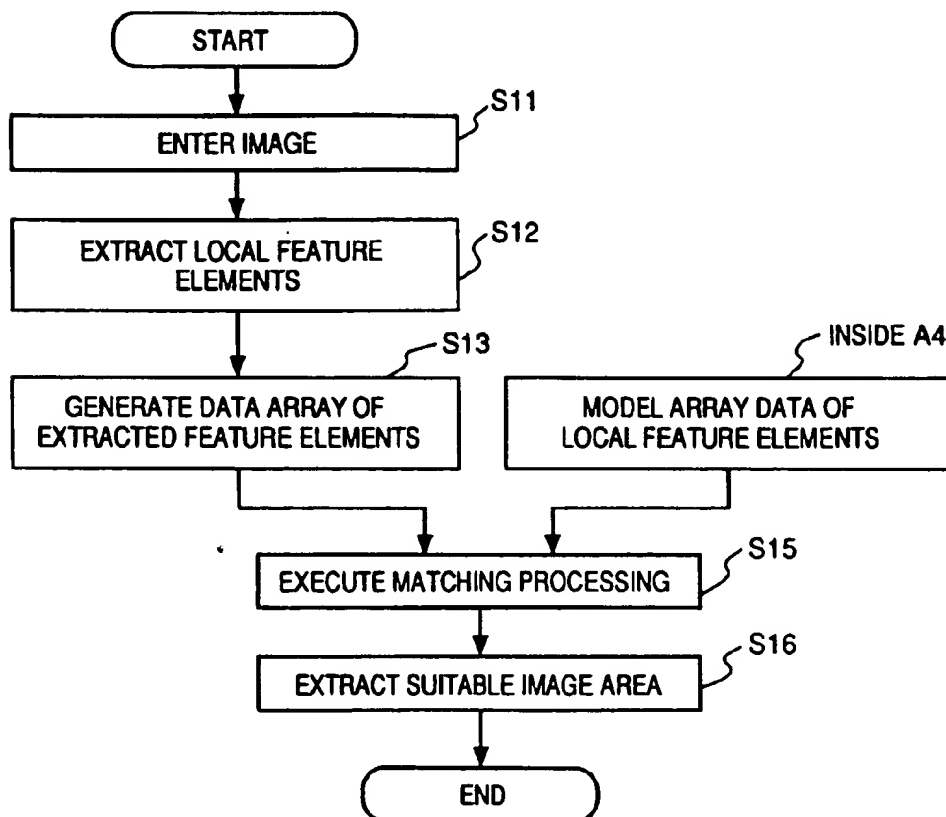 START
S11
ENTER IMAGE
S12
EXTRACT LOCAL FEATURE
ELEMENTS
S13
GENERATE DATA ARRAY OF
EXTRACTED FEATURE ELEMENTS
INSIDE A4
MODEL ARRAY DATA OF
LOCAL FEATURE ELEMENTS
S15
EXECUTE MATCHING PROCESSING
S16
EXTRACT SUITABLE IMAGE AREA
END